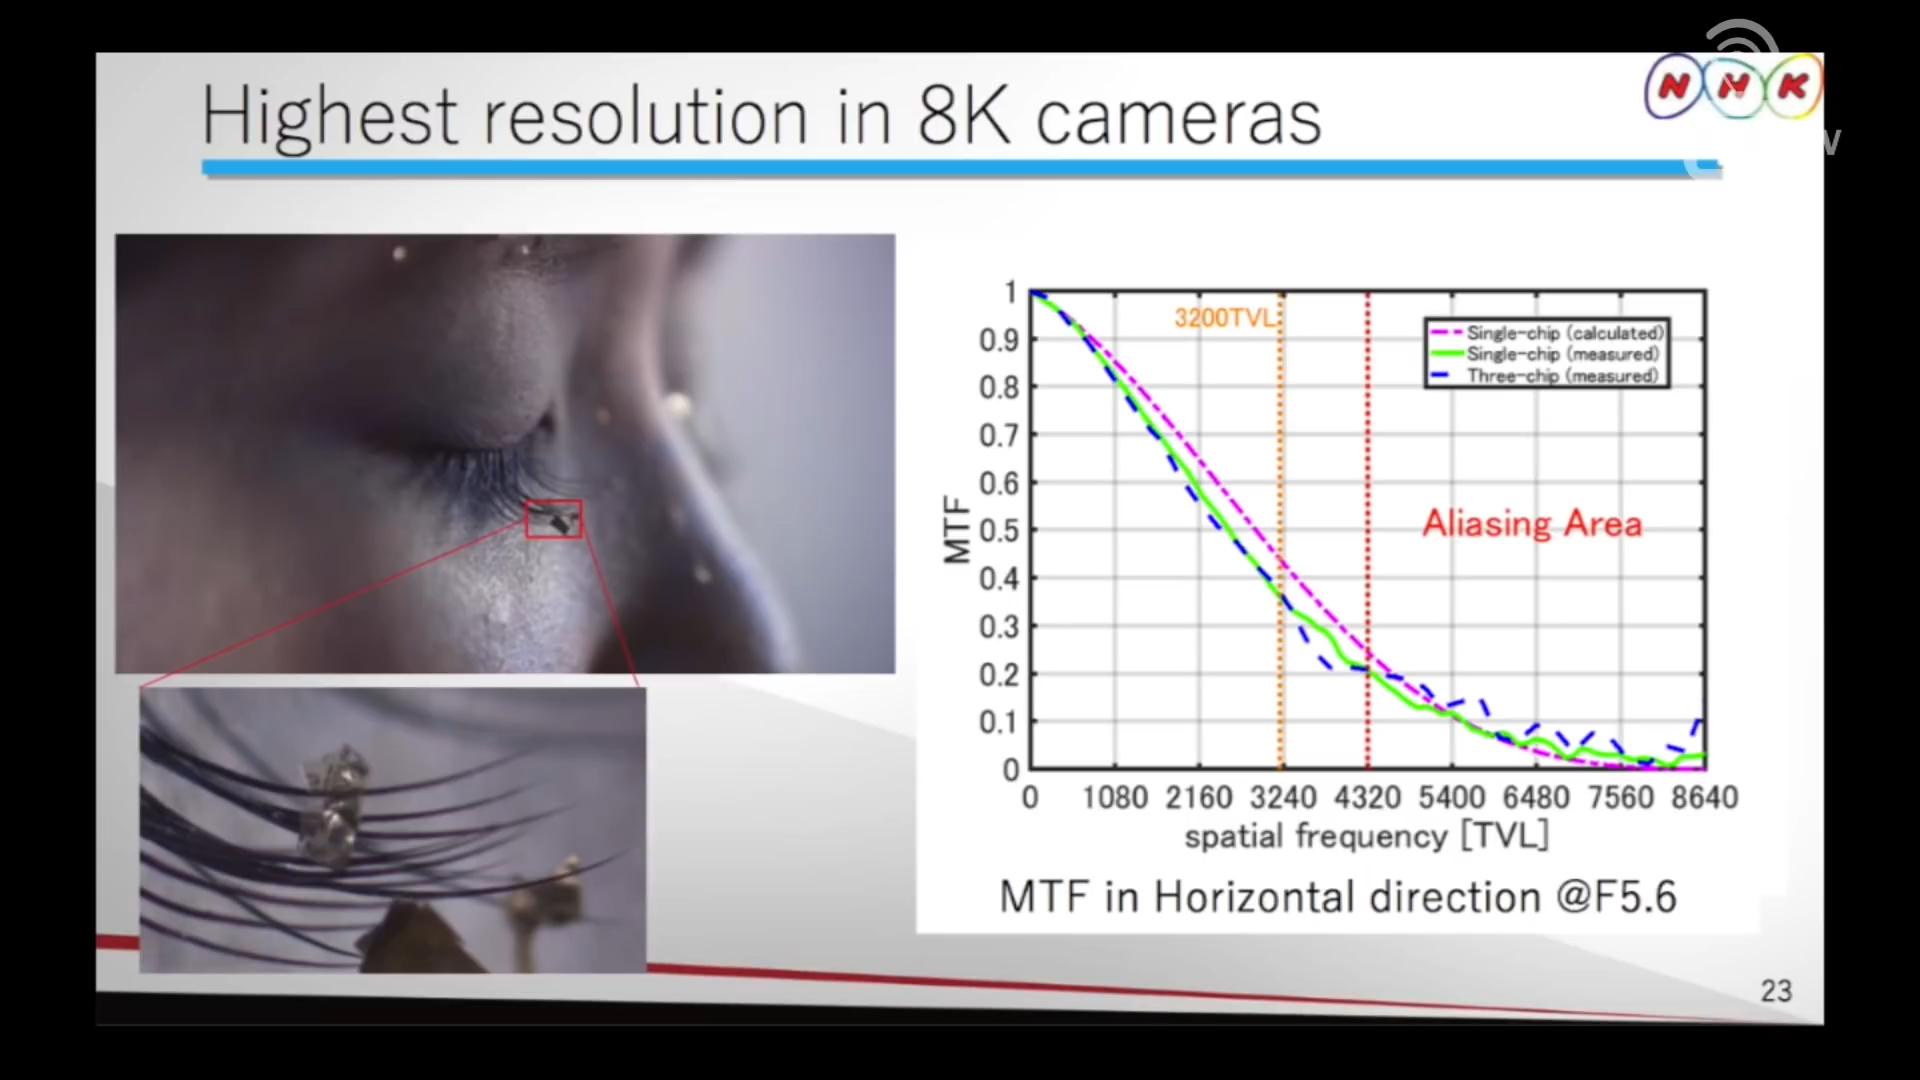 Highest resolution in 8K cameras
NHK
3200TVL
Single-chip (calculated)
Single-chip (measured)
Three-chip (measured)
Aliasing Area
MTF
1
0.9
0.8
0.7
0.6
0.5
0.4
0.3
0.2
0.1
0
0 1080 2160 3240 4320 5400 6480 7560 8640
spatial frequency [TVL]
MTF in Horizontal direction @F5.6
23